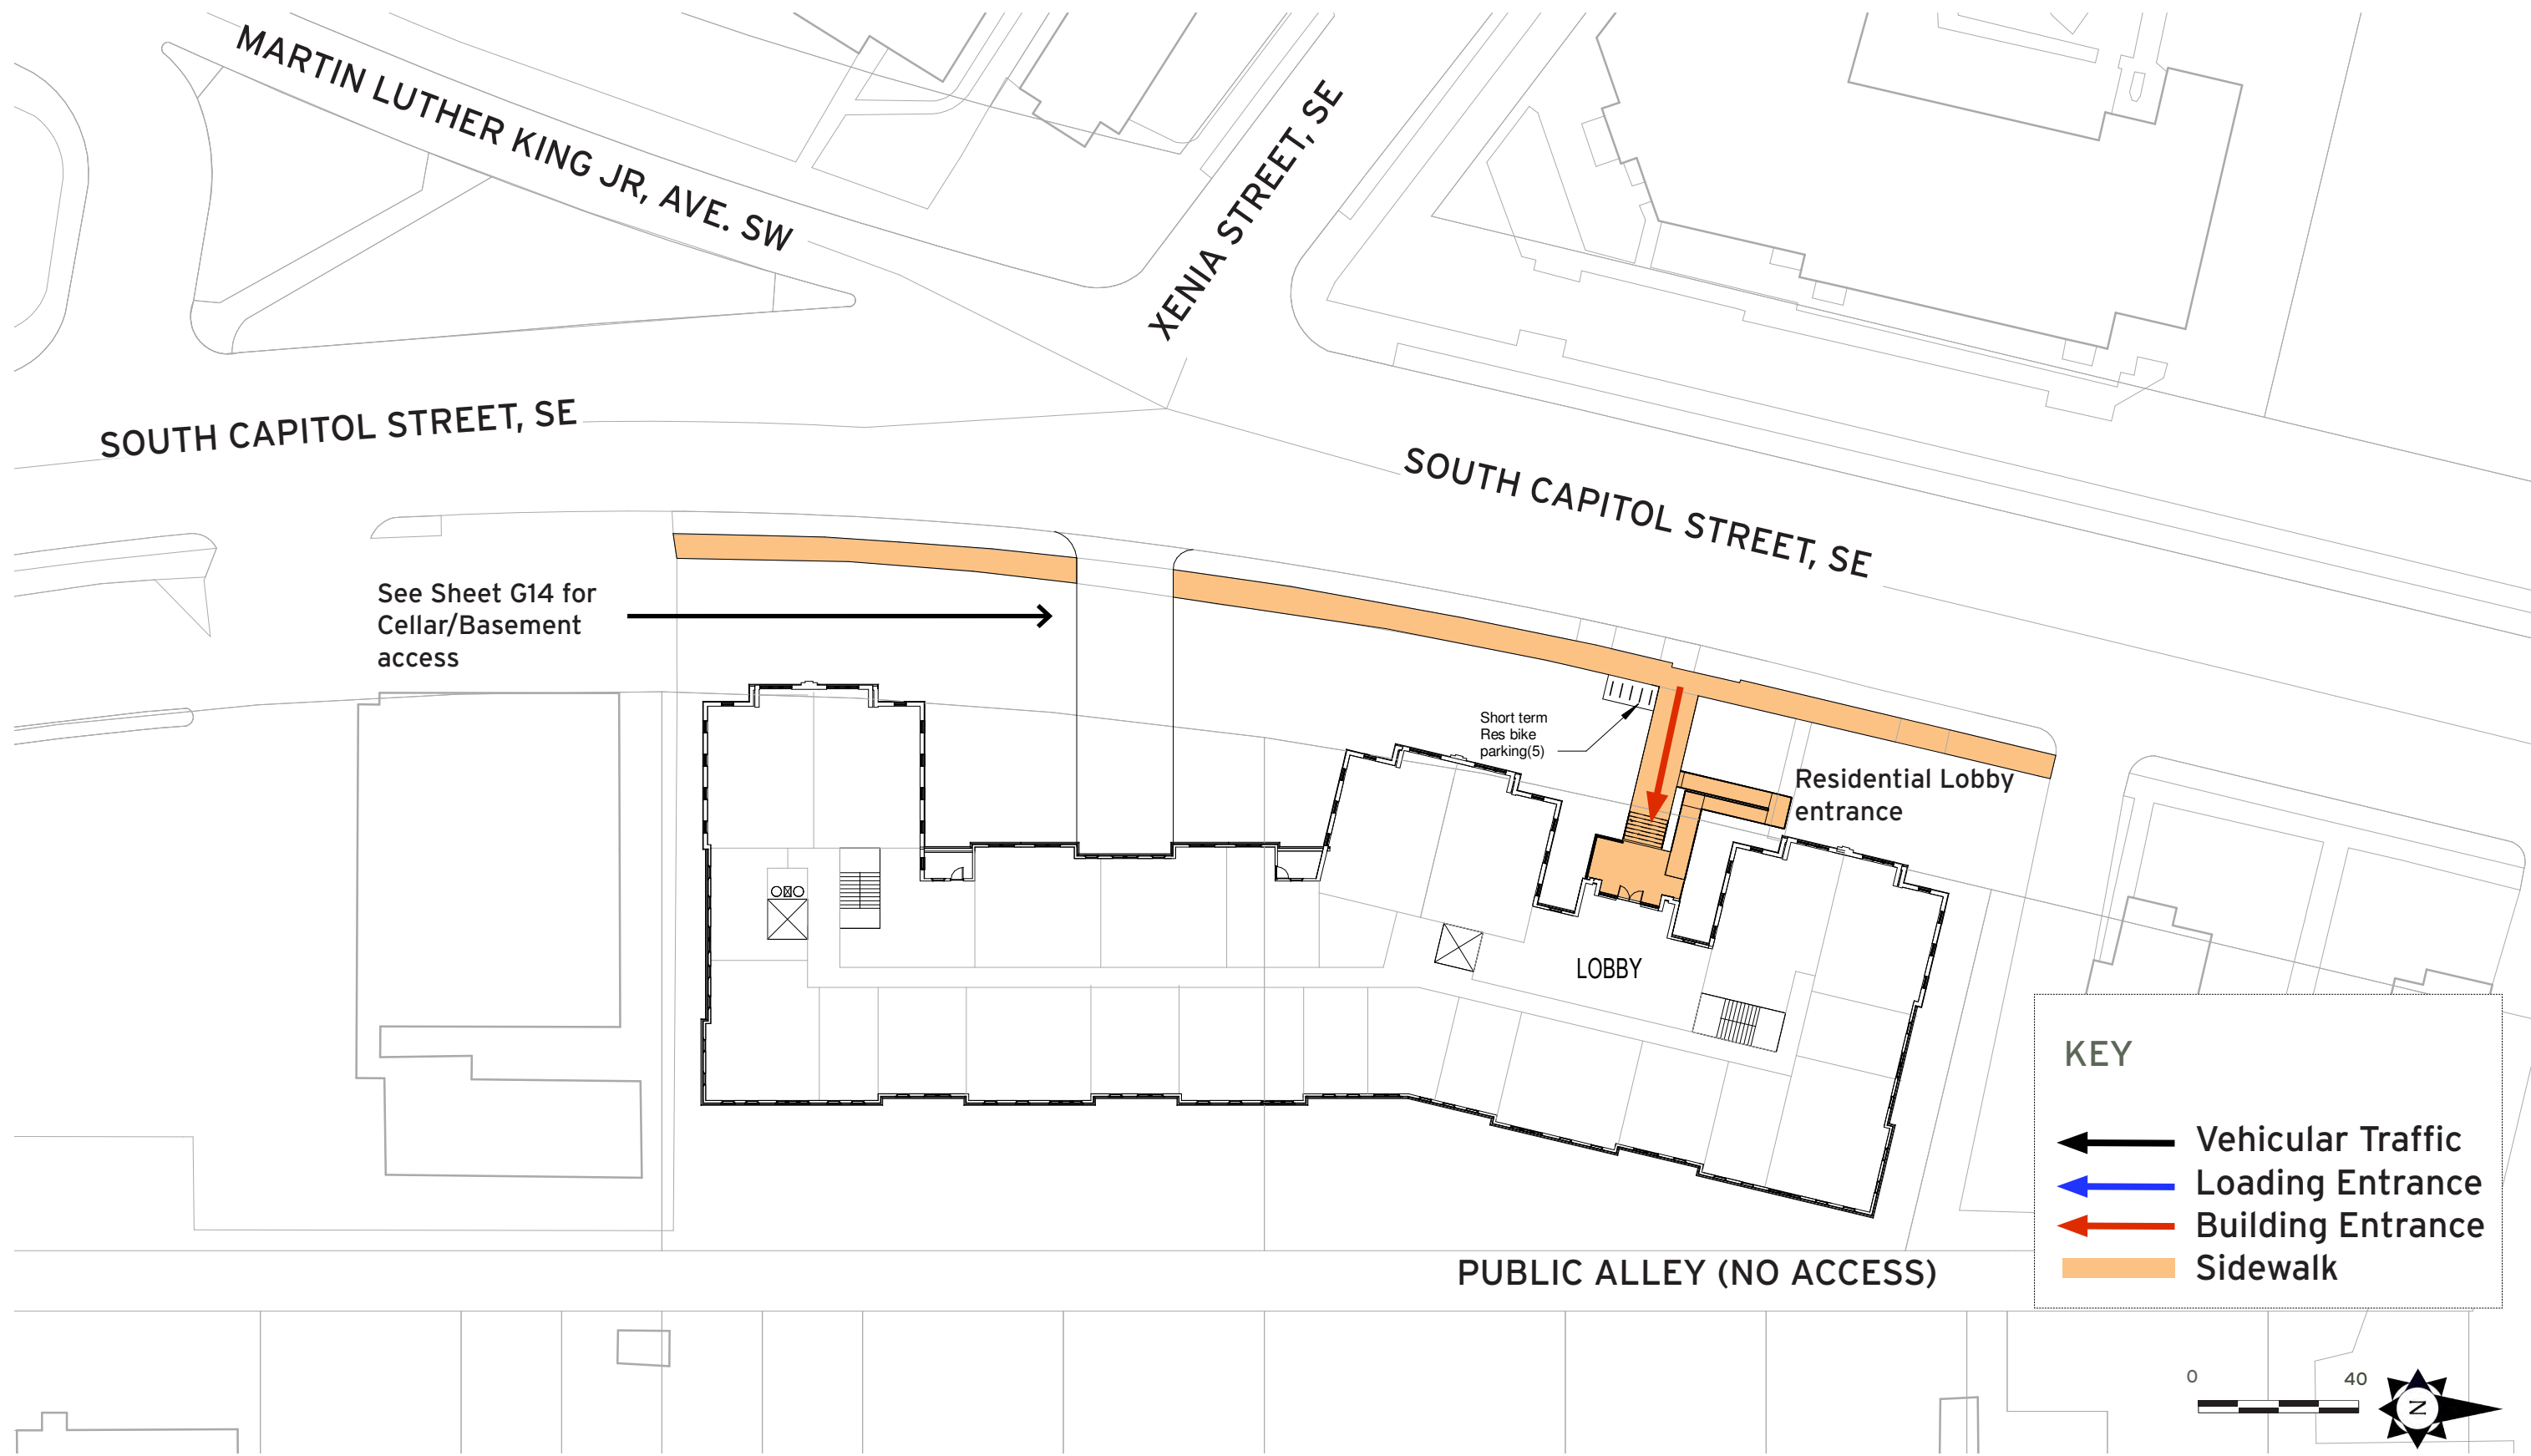 MARTIN LUTHER KING JR, AVE. SW
XENIA STREET, SE
SOUTH CAPITOL STREET, SE
SOUTH CAPITOL STREET, SE
See Sheet G14 for
Cellar/Basement
access
Short term
Res bike
parking(5)
Residential Lobby
entrance
LOBBY
PUBLIC ALLEY (NO ACCESS)
KEY
Vehicular Traffic
Loading Entrance
Building Entrance
Sidewalk
0 40
N